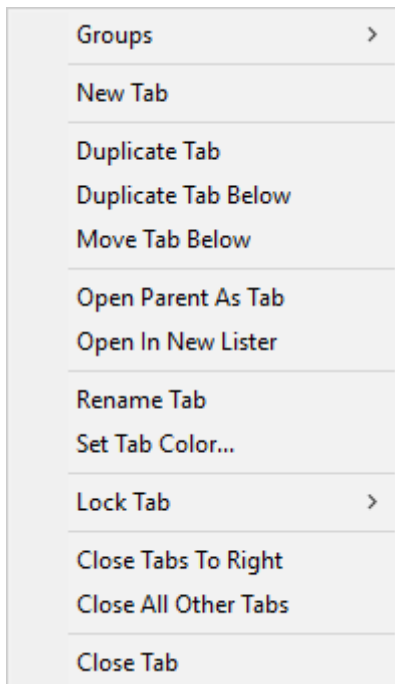 Groups
New Tab
Duplicate Tab
Duplicate Tab Below
Move Tab Below
Open Parent As Tab
Open In New Lister
Rename Tab
Set Tab Color...
Lock Tab
Close Tabs To Right
Close All Other Tabs
Close Tab